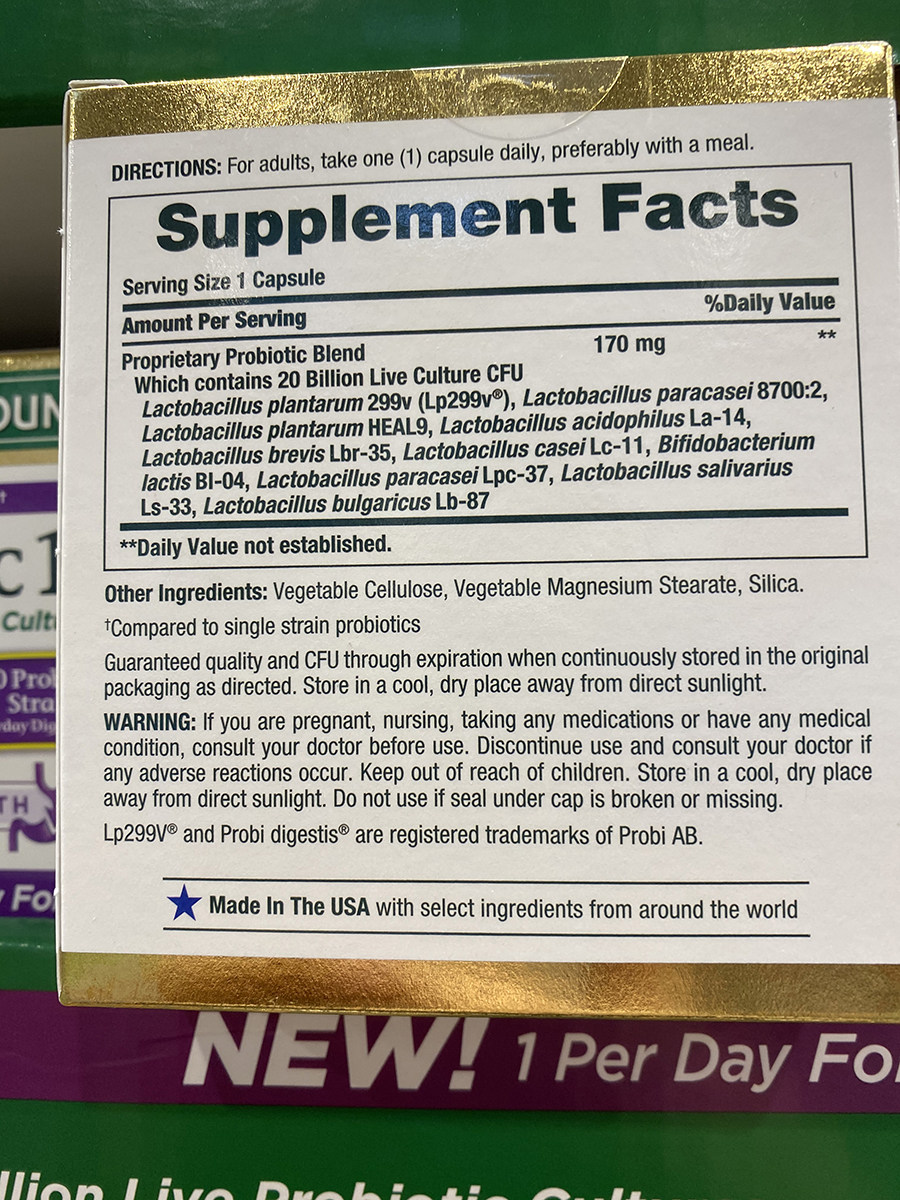 DIRECTIONS: For adults, take one (1) capsule daily, preferably with a meal.
Supplement Facts
Serving Size 1 Capsule
Amount Per Serving %Daily Value
Proprietary Probiotic Blend 170 mg **
Which contains 20 Billion Live Culture CFU
Lactobacillus plantarum 299v (Lp299v®), Lactobacillus paracasei 8700:2,
Lactobacillus plantarum HEAL9, Lactobacillus acidophilus La-14,
Lactobacillus brevis Lbr-35, Lactobacillus casei Lc-11, Bifidobacterium
lactis Bl-04, Lactobacillus paracasei Lpc-37, Lactobacillus salivarius
Ls-33, Lactobacillus bulgaricus Lb-87
**Daily Value not established.
Other Ingredients: Vegetable Cellulose, Vegetable Magnesium Stearate, Silica.
†Compared to single strain probiotics
Guaranteed quality and CFU through expiration when continuously stored in the original
packaging as directed. Store in a cool, dry place away from direct sunlight.
WARNING: If you are pregnant, nursing, taking any medications or have any medical
condition, consult your doctor before use. Discontinue use and consult your doctor if
any adverse reactions occur. Keep out of reach of children. Store in a cool, dry place
away from direct sunlight. Do not use if seal under cap is broken or missing.
Lp299V® and Probi digestis® are registered trademarks of Probi AB.
Made In The USA with select ingredients from around the world
NEW! 1 Per Day Fo
Live Probiotic